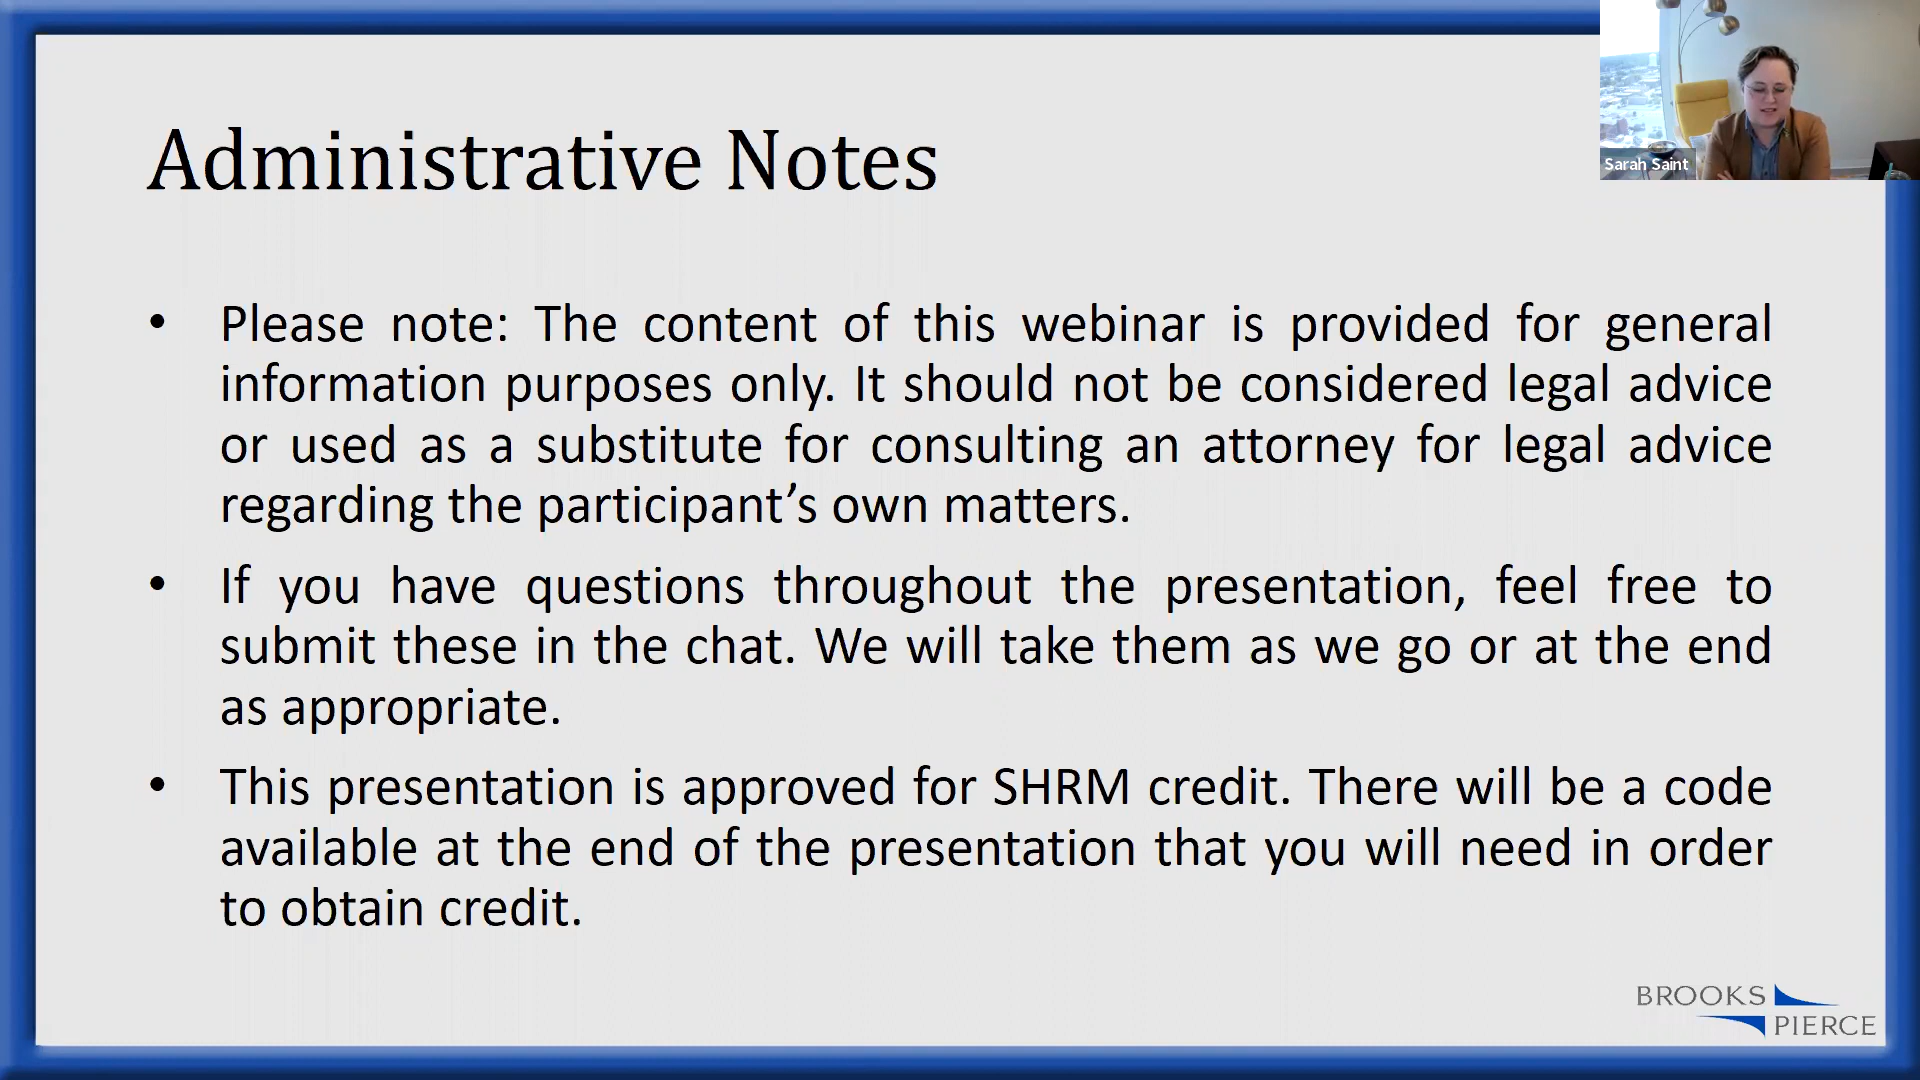 Administrative Notes
Sarah Saint
• Please note: The content of this webinar is provided for general
information purposes only. It should not be considered legal advice
or used as a substitute for consulting an attorney for legal advice
regarding the participant’s own matters.
• If you have questions throughout the presentation, feel free to
submit these in the chat. We will take them as we go or at the end
as appropriate.
• This presentation is approved for SHRM credit. There will be a code
available at the end of the presentation that you will need in order
to obtain credit.
BROOKS
PIERCE